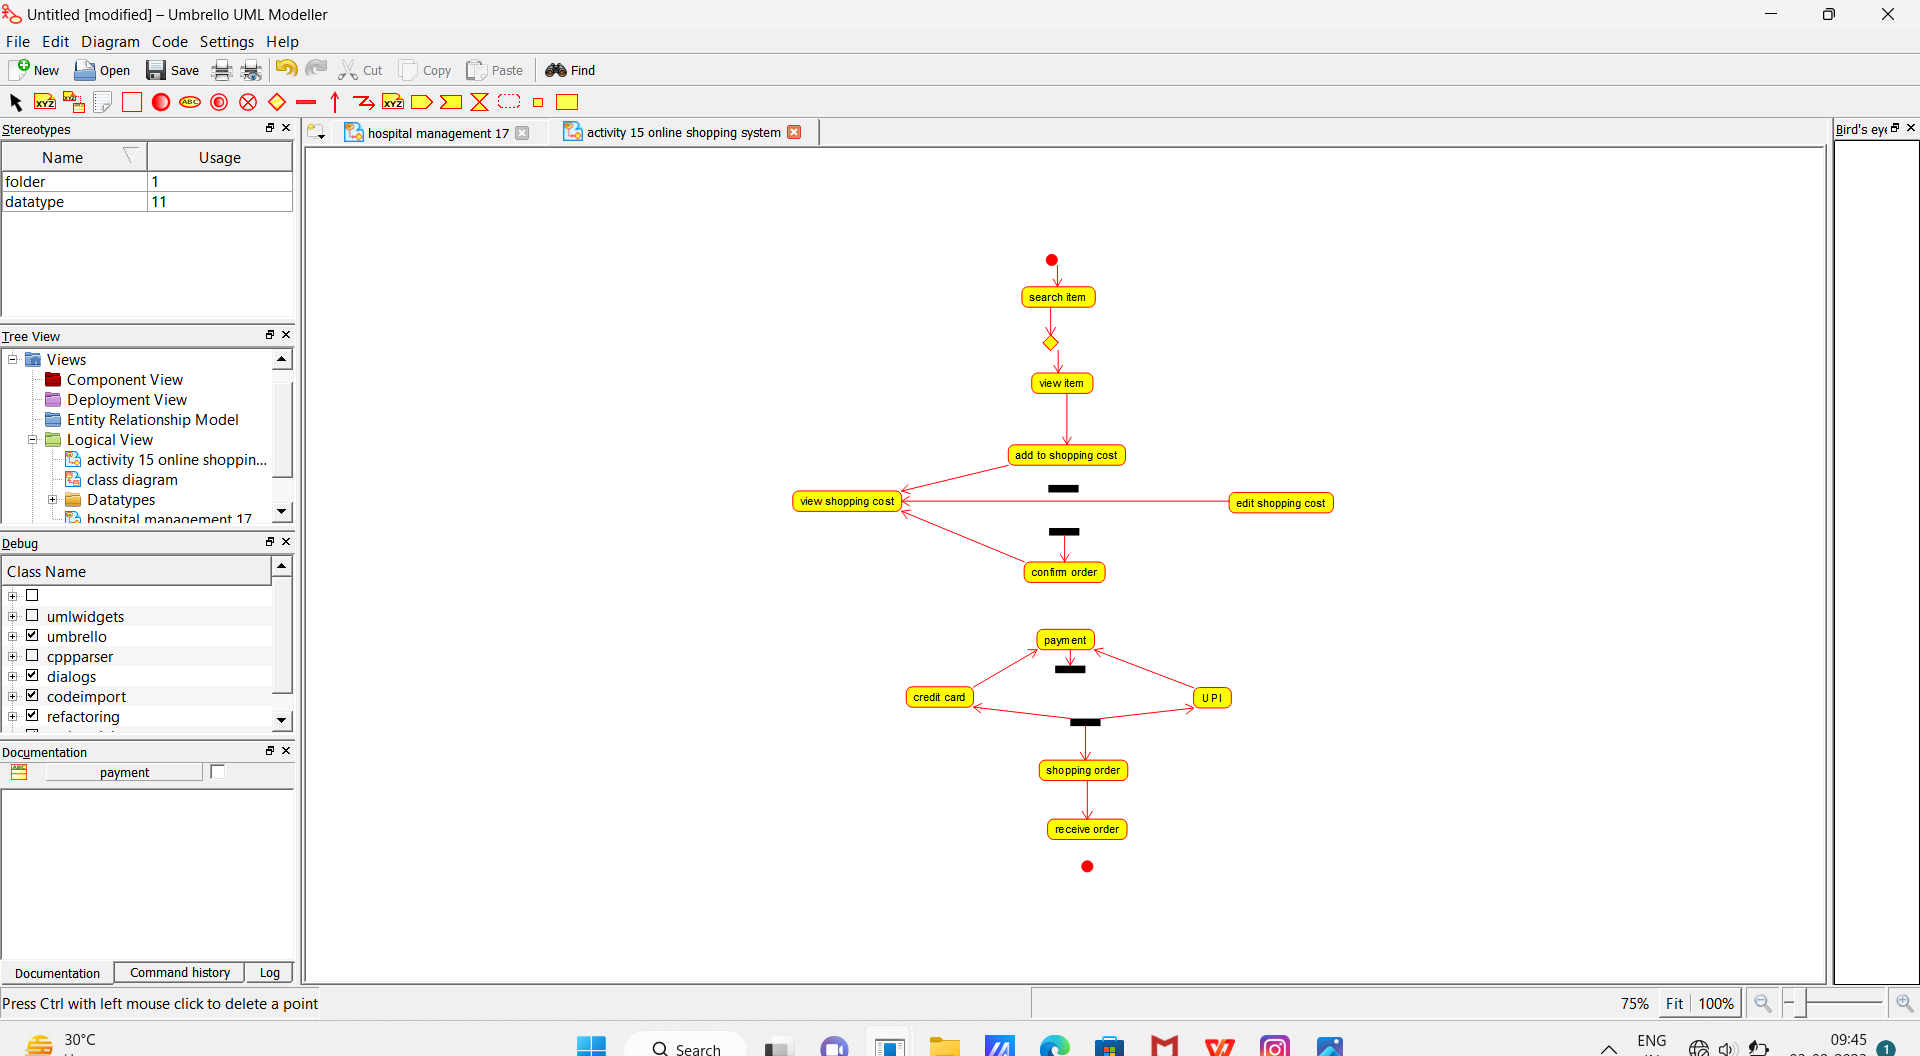 Untitled [modified] – Umbrello UML Modeller
File Edit Diagram Code Settings Help
New Open Save Cut Copy Paste Find
XYZ XYZ ABC XYZ
Stereotypes
Name Usage
folder 1
datatype 11
Tree View
Views
Component View
Deployment View
Entity Relationship Model
Logical View
activity 15 online shoppin...
class diagram
Datatypes
hospital management 17
Debug
Class Name
umlwidgets
umbrello
cppparser
dialogs
codeimport
refactoring
Documentation
payment
Documentation Command history Log
Press Ctrl with left mouse click to delete a point
hospital management 17 activity 15 online shopping system
search item
view item
add to shopping cost
view shopping cost
edit shopping cost
confirm order
payment
credit card
UPI
shopping order
receive order
Bird's eye
75% Fit 100%
30°C
Search
ENG
09:45
1